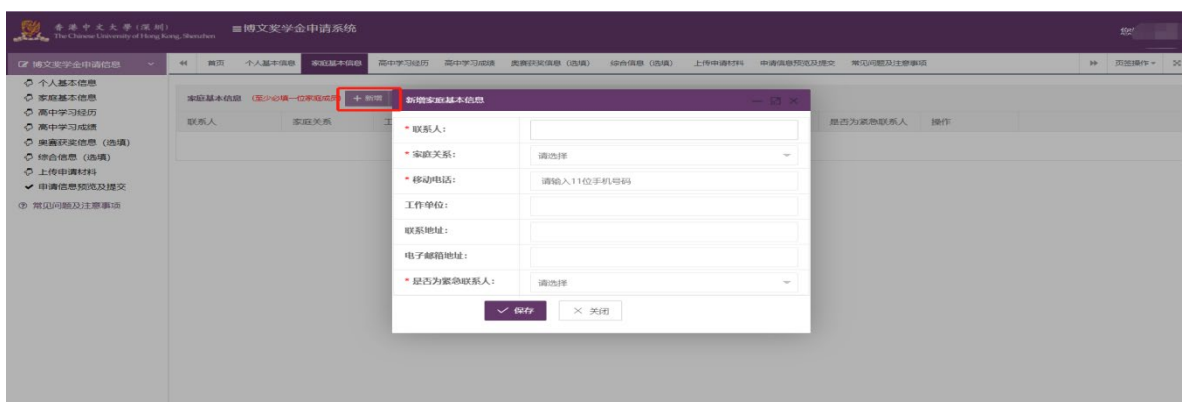 香港中文大學(深圳)
The Chinese University of Hong Kong, Shenzhen
博文奖学金申请系统
博文奖学金申请信息
首页 个人基本信息 家庭基本信息 高中学习经历 高中学习成绩 奥赛获奖信息（选填） 综合信息（选填） 上传申请材料 申请信息预览及提交 常见问题及注意事项 页签操作
个人基本信息
家庭基本信息
高中学习经历
高中学习成绩
奥赛获奖信息（选填）
综合信息（选填）
上传申请材料
申请信息预览及提交
常见问题及注意事项
家庭基本信息 （至少必填一位家庭成员） + 新增
联系人 家庭关系 工 是否为紧急联系人 操作
新增家庭基本信息
* 联系人：
* 家庭关系： 请选择
* 移动电话： 请输入11位手机号码
工作单位：
联系地址：
电子邮箱地址：
* 是否为紧急联系人： 请选择
保存 关闭